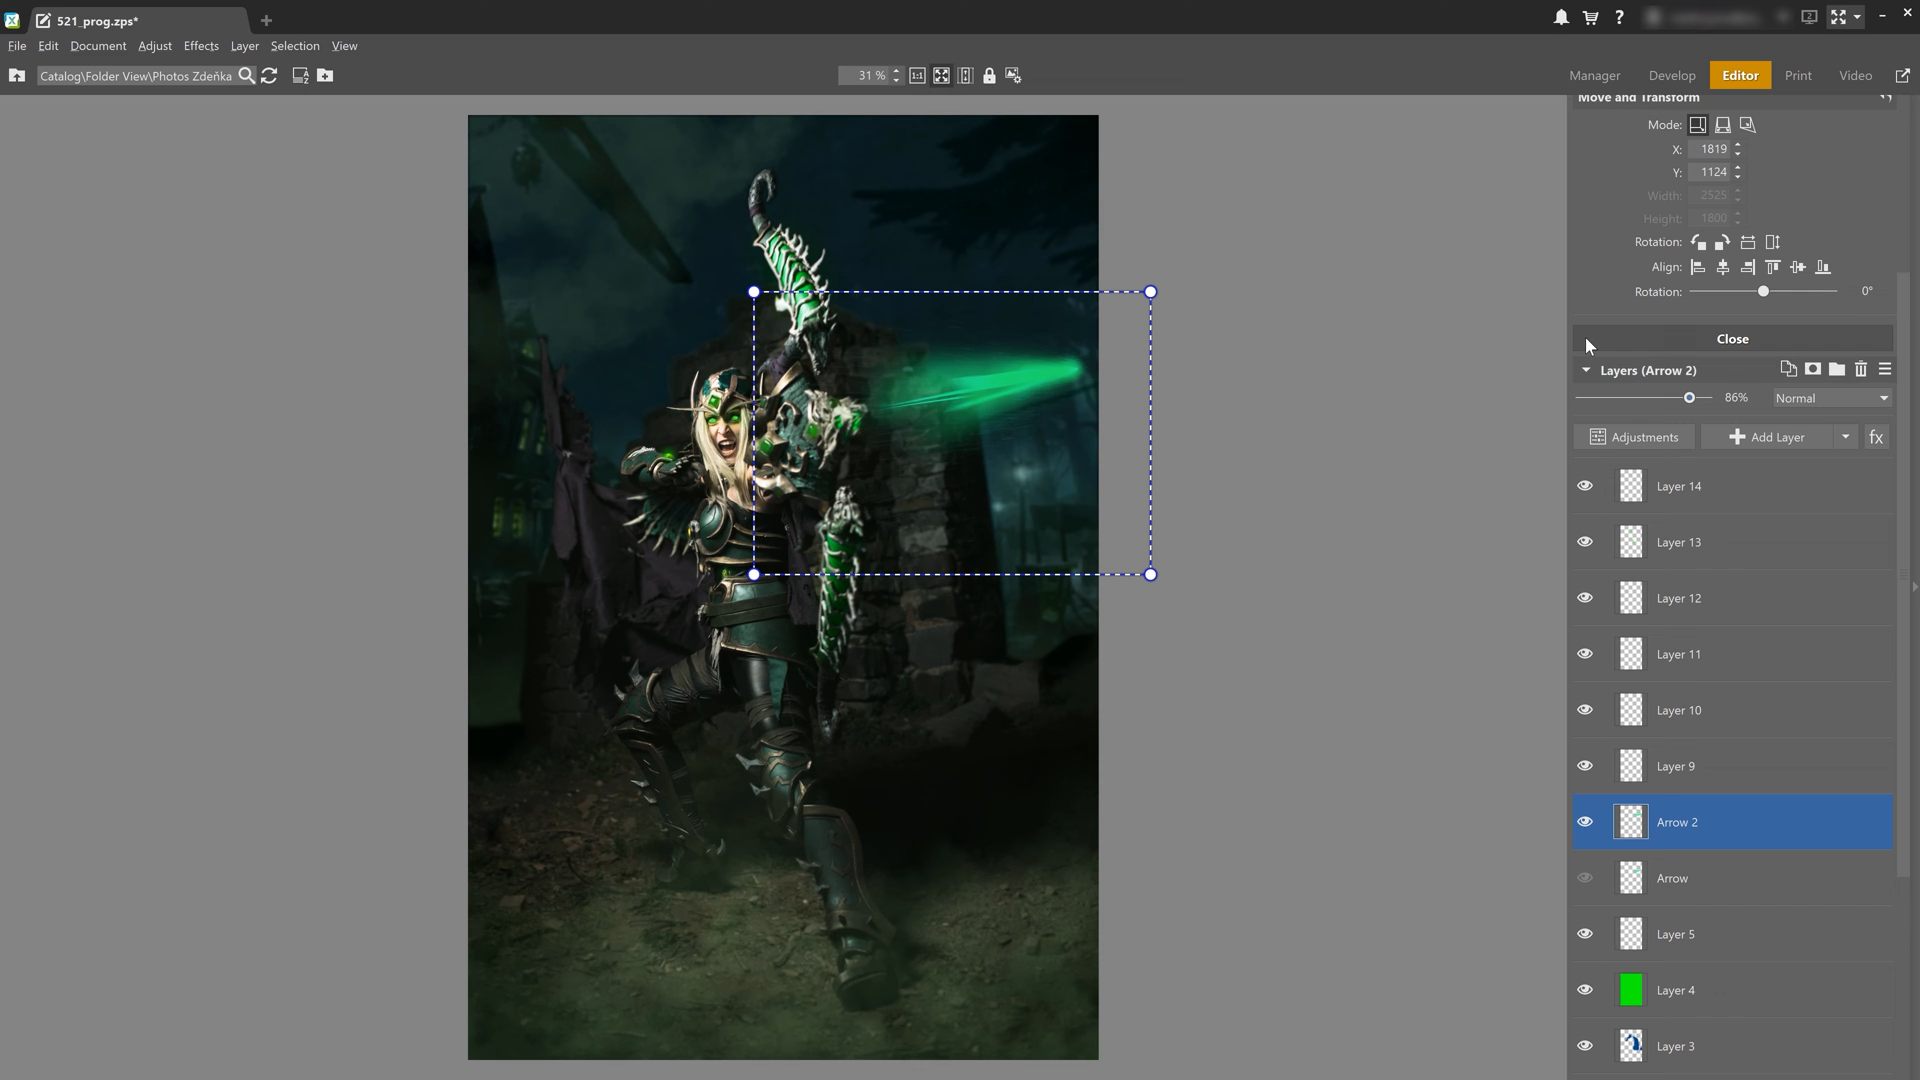 521_prog.zps*
File Edit Document Adjust Effects Layer Selection View
Catalog\Folder View\Photos Zdeňka
31 %
1:1
Manager Develop Editor Print Video
Move and Transform
Mode:
X: 1819
Y: 1124
Width: 2525
Height: 1800
Rotation:
Align:
Rotation: 0°
Close
Layers (Arrow 2)
86% Normal
Adjustments Add Layer fx
Layer 14
Layer 13
Layer 12
Layer 11
Layer 10
Layer 9
Arrow 2
Arrow
Layer 5
Layer 4
Layer 3